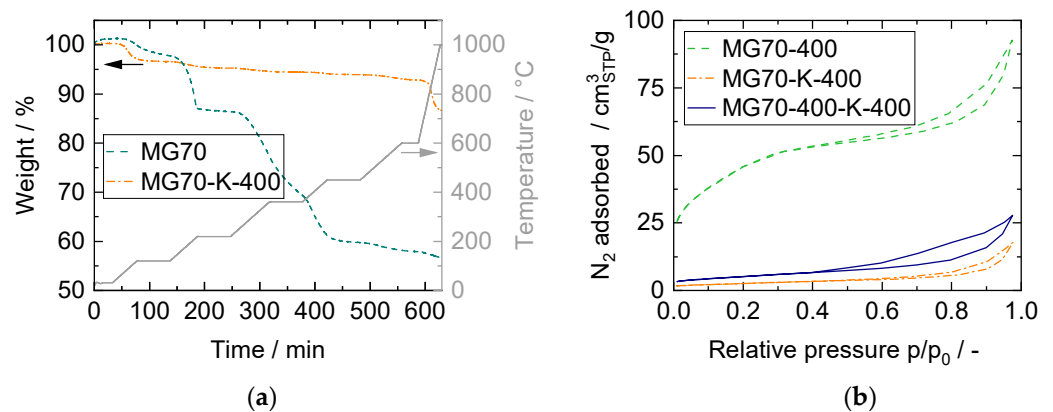 100
90
80
70
60
50
Weight / %
MG70
MG70-K-400
1000
800
600
400
200
0
Temperature / °C
0 100 200 300 400 500 600
Time / min
(a)
100
75
50
25
0
N₂ adsorbed / cm³STP/g
MG70-400
MG70-K-400
MG70-400-K-400
0.0 0.2 0.4 0.6 0.8 1.0
Relative pressure p/p₀ / -
(b)